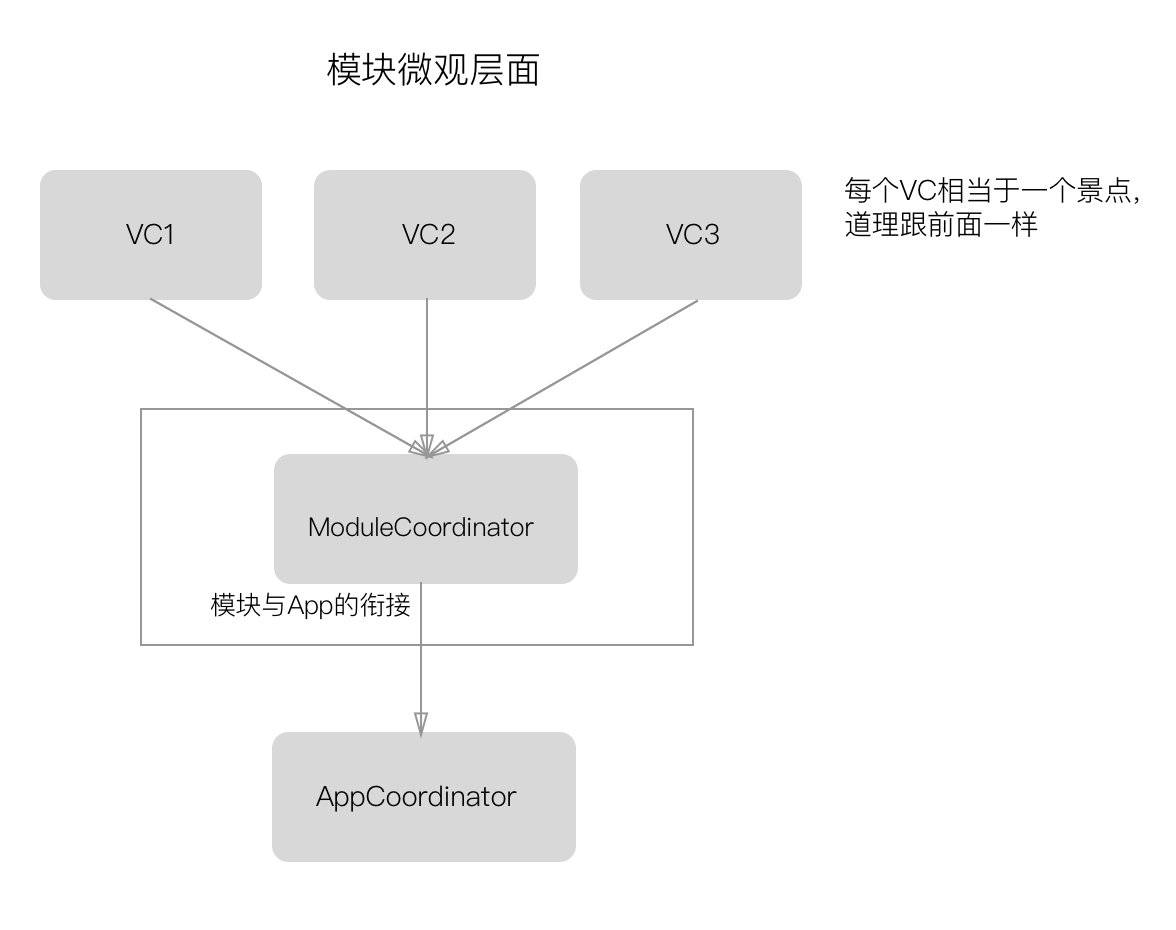 模块微观层面
VC1
VC2
VC3
每个VC相当于一个景点，
道理跟前面一样
ModuleCoordinator
模块与App的衔接
AppCoordinator